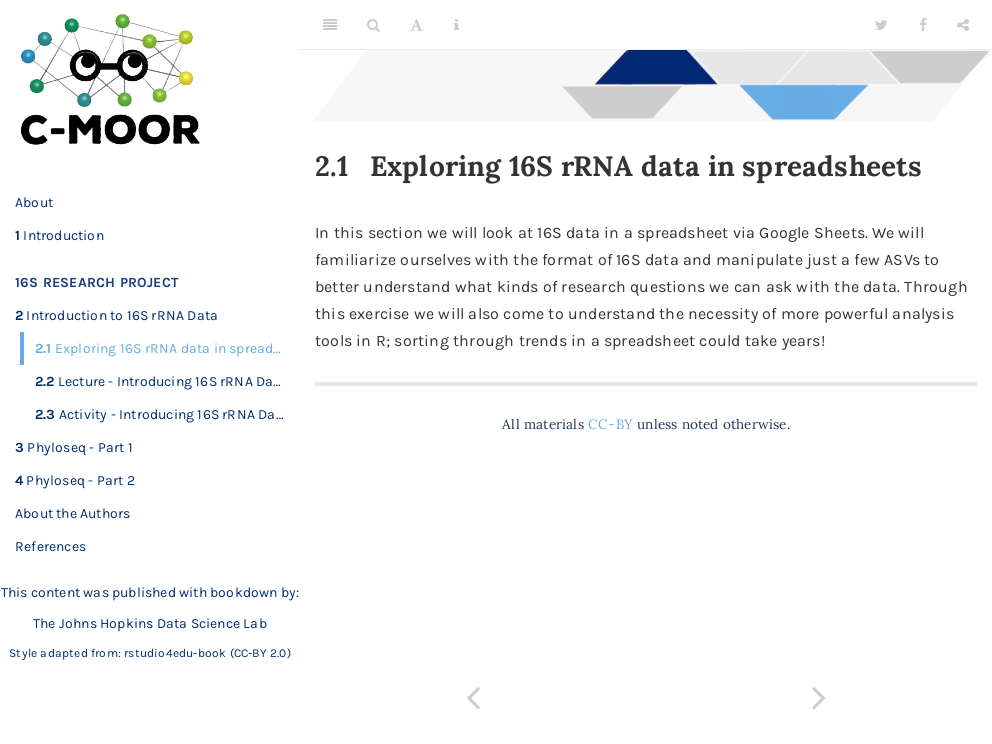 C-MOOR
About
1 Introduction
16S RESEARCH PROJECT
2 Introduction to 16S rRNA Data
2.1 Exploring 16S rRNA data in spread...
2.2 Lecture - Introducing 16S rRNA Da...
2.3 Activity - Introducing 16S rRNA Da...
3 Phyloseq - Part 1
4 Phyloseq - Part 2
About the Authors
References
This content was published with bookdown by:
The Johns Hopkins Data Science Lab
Style adapted from: rstudio4edu-book (CC-BY 2.0)
A
2.1 Exploring 16S rRNA data in spreadsheets
In this section we will look at 16S data in a spreadsheet via Google Sheets. We will
familiarize ourselves with the format of 16S data and manipulate just a few ASVs to
better understand what kinds of research questions we can ask with the data. Through
this exercise we will also come to understand the necessity of more powerful analysis
tools in R; sorting through trends in a spreadsheet could take years!
All materials CC-BY unless noted otherwise.